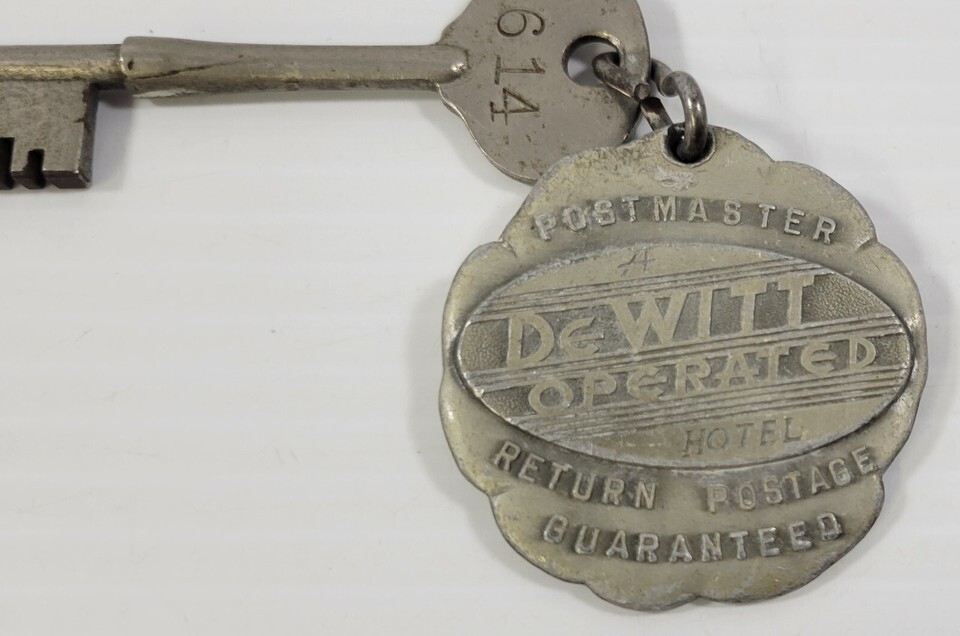 614
POSTMASTER
A
DEWITT
OPERATED
HOTEL
RETURN POSTAGE
GUARANTEED